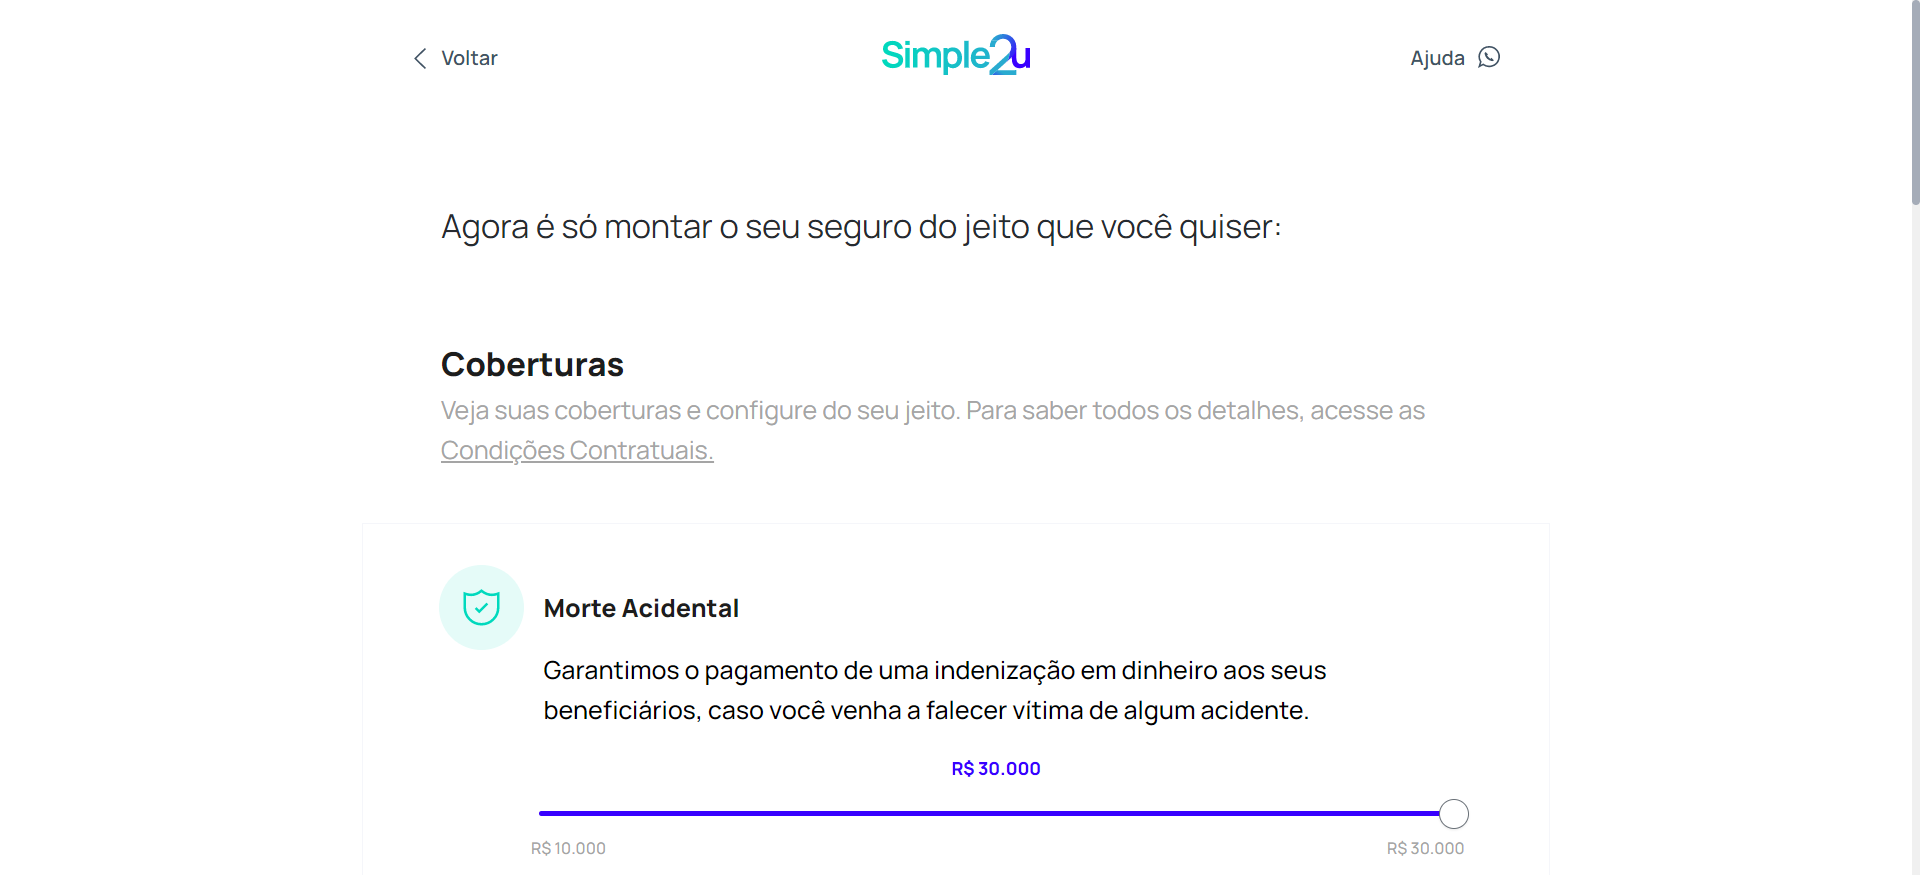 Voltar
Simple2u
Ajuda
Agora é só montar o seu seguro do jeito que você quiser:
Coberturas
Veja suas coberturas e configure do seu jeito. Para saber todos os detalhes, acesse as
Condições Contratuais.
Morte Acidental
Garantimos o pagamento de uma indenização em dinheiro aos seus
beneficiários, caso você venha a falecer vítima de algum acidente.
R$ 30.000
R$ 10.000
R$ 30.000